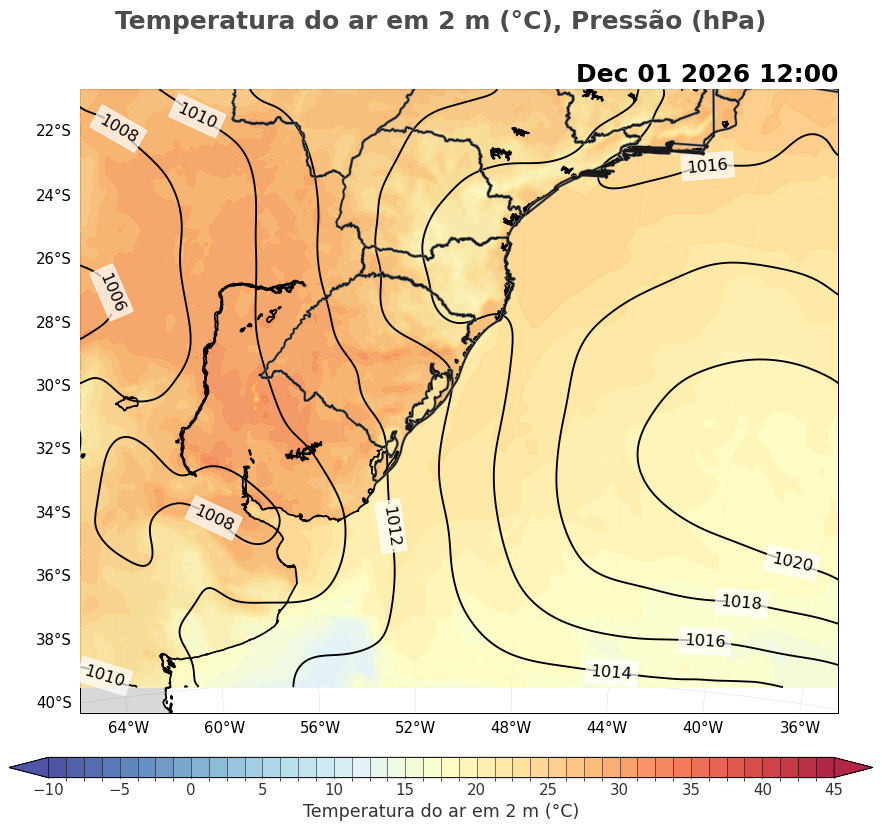 Temperatura do ar em 2 m (°C), Pressão (hPa)
Dec 01 2026 12:00
1008
1010
1016
1006
1008
1012
1020
1018
1016
1014
1010
22°S
24°S
26°S
28°S
30°S
32°S
34°S
36°S
38°S
40°S
64°W 60°W 56°W 52°W 48°W 44°W 40°W 36°W
−10 −5 0 5 10 15 20 25 30 35 40 45
Temperatura do ar em 2 m (°C)